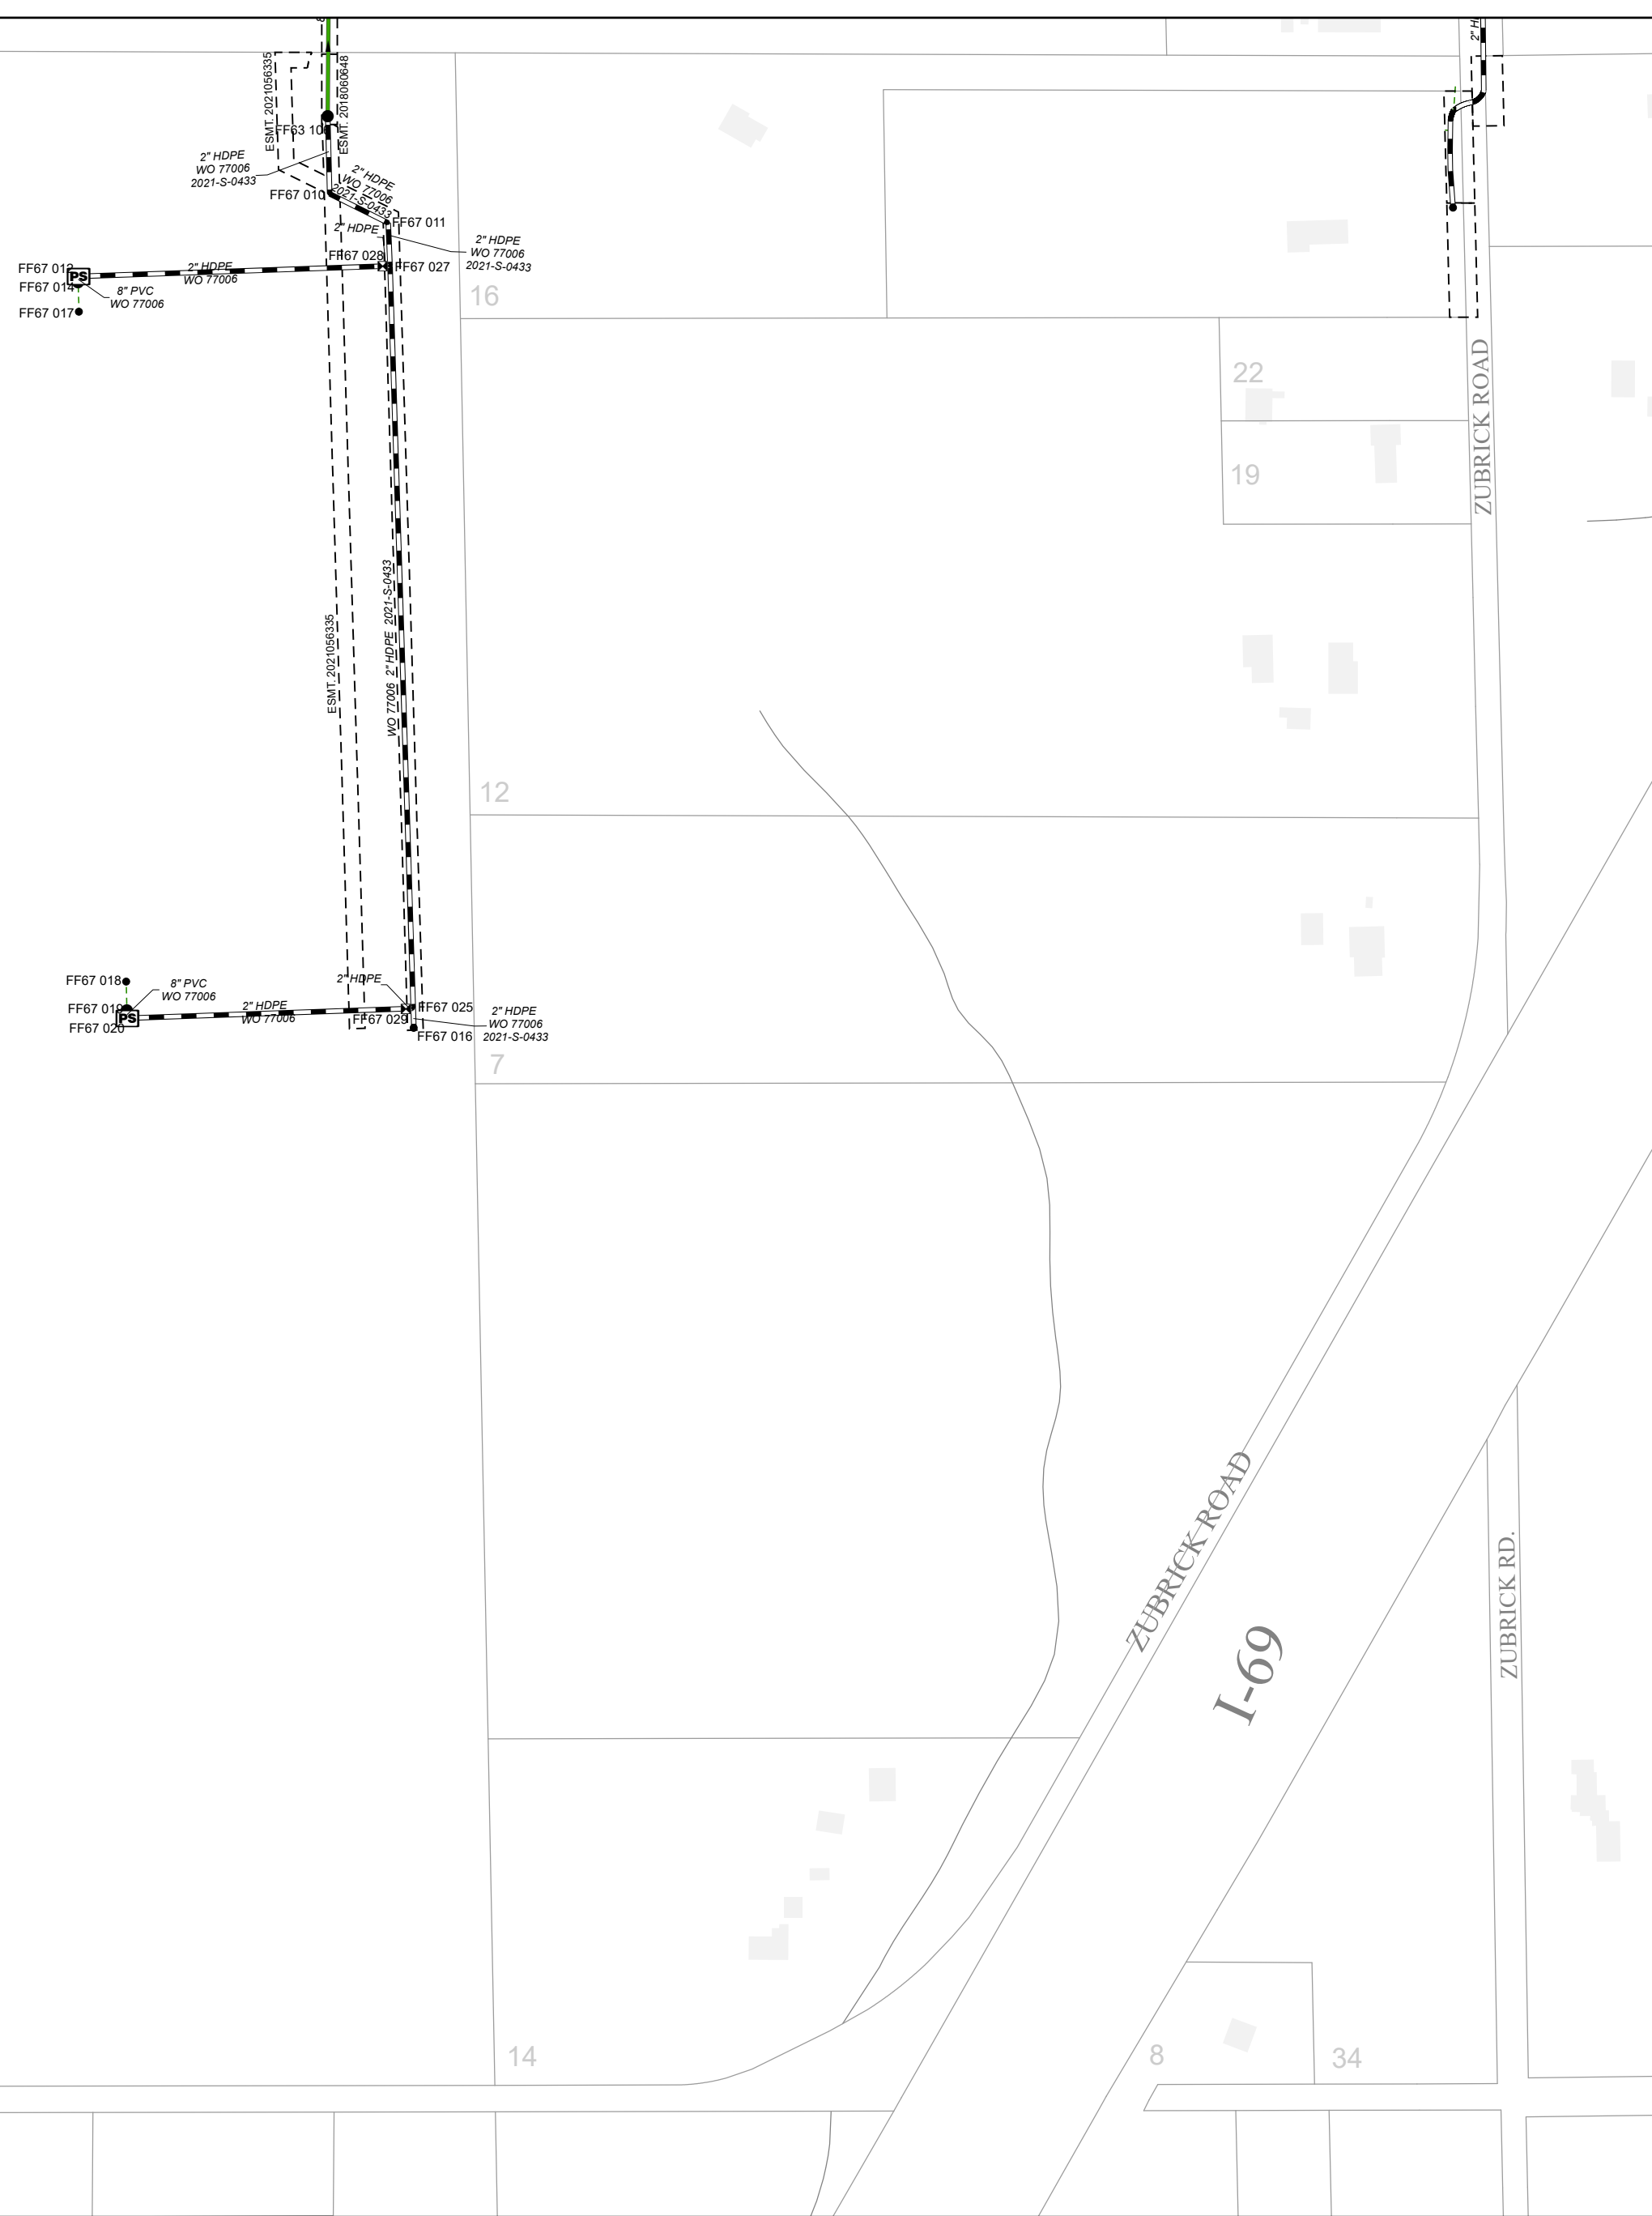 ESMT. 2021056335
ESMT. 2018060648
2" HDPE
WO 77006
2021-S-0433
2" HDPE
WO 77006
2021-S-0433
FF67 010
FF67 011
2" HDPE
2" HDPE
WO 77006
2021-S-0433
FF67 028
FF67 027
PS
FF67 014
FF67 017
2" HDPE
WO 77006
8" PVC
WO 77006
16
22
19
ZUBRICK ROAD
ESMT. 2021056335
WO 77006 2" HDPE 2021-S-0433
12
FF67 018
8" PVC
WO 77006
FF67 019
PS
FF67 020
2" HDPE
WO 77006
2" HDPE
FF67 025
FF67 029
2" HDPE
WO 77006
2021-S-0433
FF67 016
7
ZUBRICK ROAD
I-69
ZUBRICK RD.
14
8
34